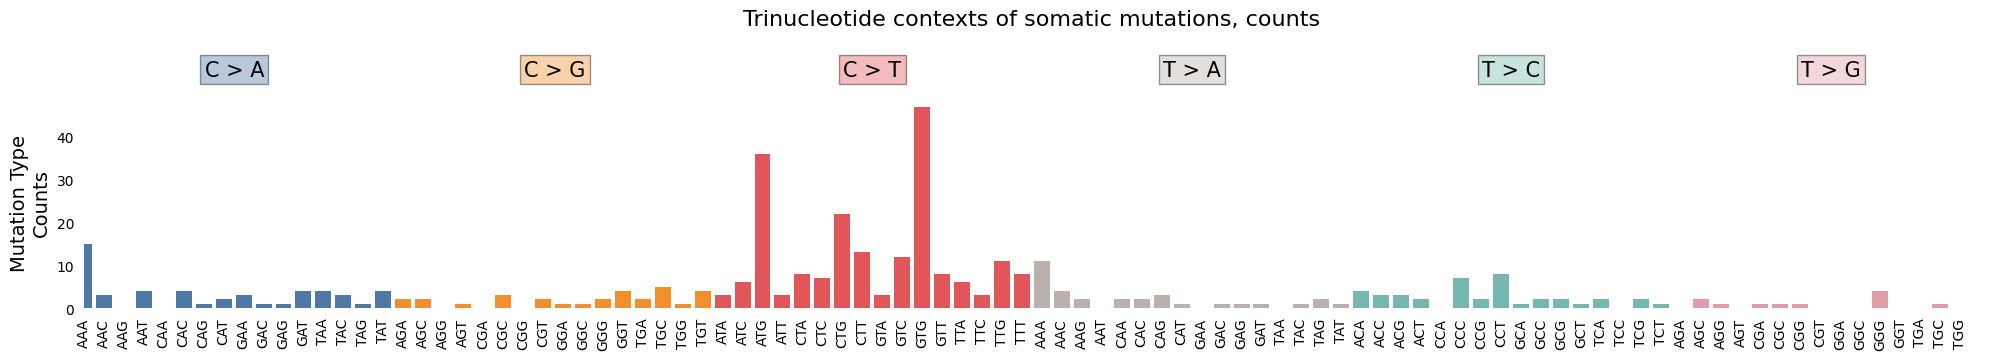 Trinucleotide contexts of somatic mutations, counts
C > A C > G C > T T > A T > C T > G
Mutation Type
Counts
40
30
20
10
0
AAA AAC AAG AAT CAA CAC CAG CAT GAA GAC GAG GAT TAA TAC TAG TAT AGA AGC AGG AGT CGA CGC CGG CGT GGA GGC GGG GGT TGA TGC TGG TGT ATA ATC ATG ATT CTA CTC CTG CTT GTA GTC GTG GTT TTA TTC TTG TTT AAA AAC AAG AAT CAA CAC CAG CAT GAA GAC GAG GAT TAA TAC TAG TAT ACA ACC ACG ACT CCA CCC CCG CCT GCA GCC GCG GCT TCA TCC TCG TCT AGA AGC AGG AGT CGA CGC CGG CGT GGA GGC GGG GGT TGA TGC TGG